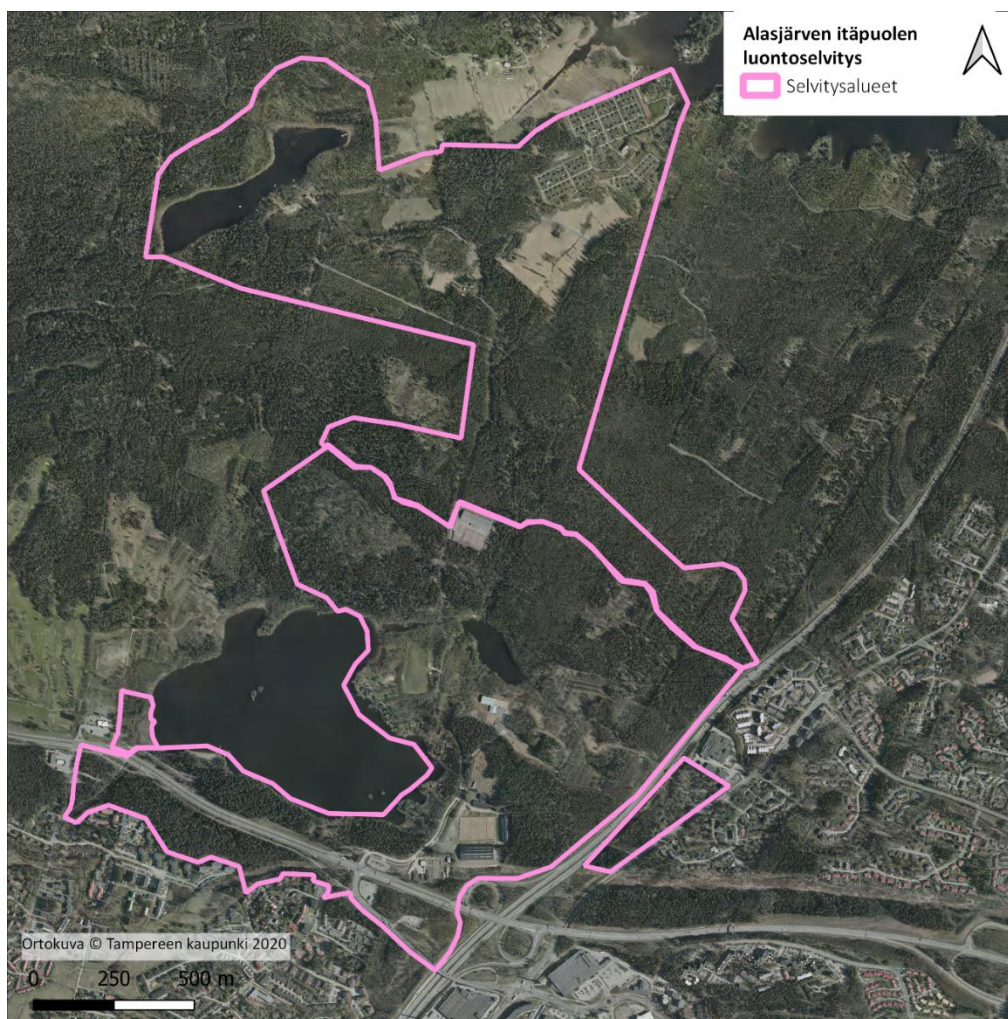 Alasjärven itäpuolen
luontoselvitys
Selvitysalueet
Ortokuva © Tampereen kaupunki 2020
0 250 500 m